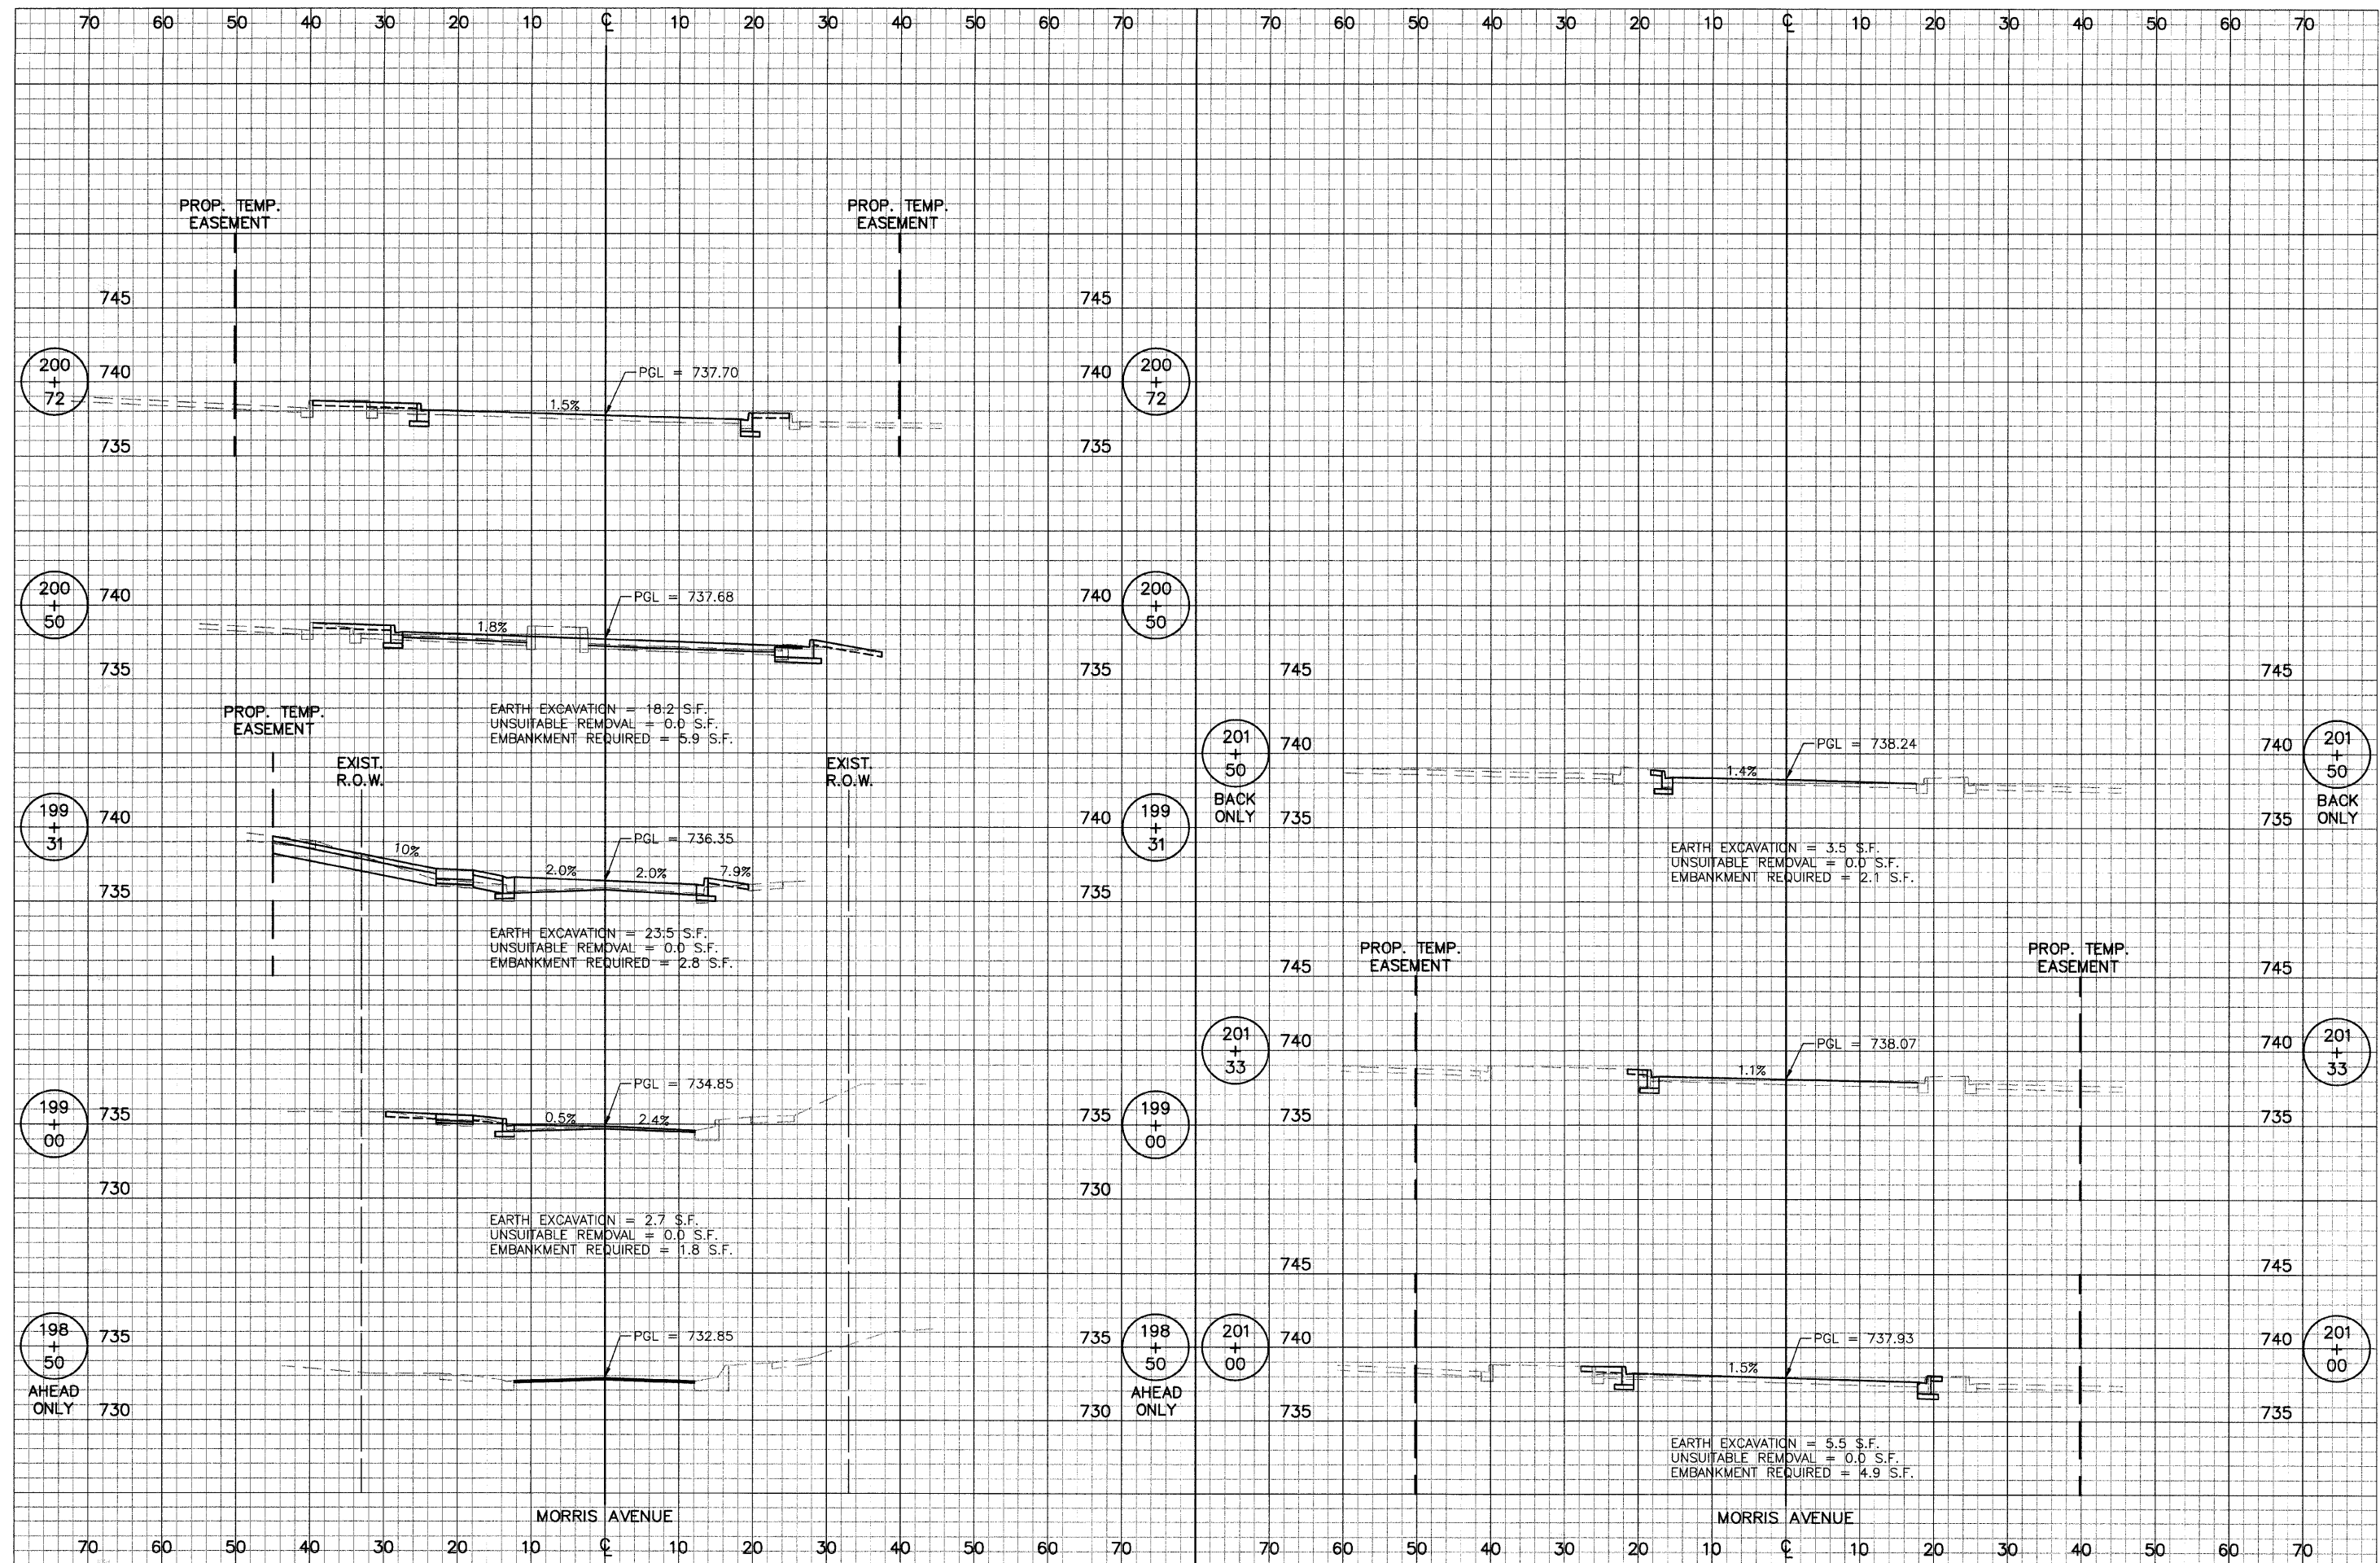 70 60 50 40 30 20 10 ℄ 10 20 30 40 50 60 70 70 60 50 40 30 20 10 ℄ 10 20 30 40 50 60 70
PROP. TEMP.
EASEMENT
PROP. TEMP.
EASEMENT
745
745
200
+
72
740
PGL = 737.70
740
200
+
72
1.5%
735
735
200
+
50
740
PGL = 737.68
740
200
+
50
1.8%
735
735
EARTH EXCAVATION = 18.2 S.F.
UNSUITABLE REMOVAL = 0.0 S.F.
EMBANKMENT REQUIRED = 5.9 S.F.
PROP. TEMP.
EASEMENT
EXIST.
R.O.W.
EXIST.
R.O.W.
199
+
31
740
PGL = 736.35
740
199
+
31
10%
2.0%
2.0%
7.9%
735
735
EARTH EXCAVATION = 23.5 S.F.
UNSUITABLE REMOVAL = 0.0 S.F.
EMBANKMENT REQUIRED = 2.8 S.F.
PGL = 734.85
199
+
00
735
0.5%
2.4%
735
199
+
00
730
730
EARTH EXCAVATION = 2.7 S.F.
UNSUITABLE REMOVAL = 0.0 S.F.
EMBANKMENT REQUIRED = 1.8 S.F.
198
+
50
AHEAD
ONLY
735
PGL = 732.85
735
198
+
50
AHEAD
ONLY
730
730
MORRIS AVENUE
745
745
201
+
50
BACK
ONLY
740
PGL = 738.24
740
201
+
50
BACK
ONLY
1.4%
735
735
EARTH EXCAVATION = 3.5 S.F.
UNSUITABLE REMOVAL = 0.0 S.F.
EMBANKMENT REQUIRED = 2.1 S.F.
PROP. TEMP.
EASEMENT
PROP. TEMP.
EASEMENT
745
745
201
+
33
740
PGL = 738.07
740
201
+
33
1.1%
735
735
745
745
201
+
00
740
PGL = 737.93
740
201
+
00
1.5%
735
735
EARTH EXCAVATION = 5.5 S.F.
UNSUITABLE REMOVAL = 0.0 S.F.
EMBANKMENT REQUIRED = 4.9 S.F.
MORRIS AVENUE
70 60 50 40 30 20 10 ℄ 10 20 30 40 50 60 70 70 60 50 40 30 20 10 ℄ 10 20 30 40 50 60 70